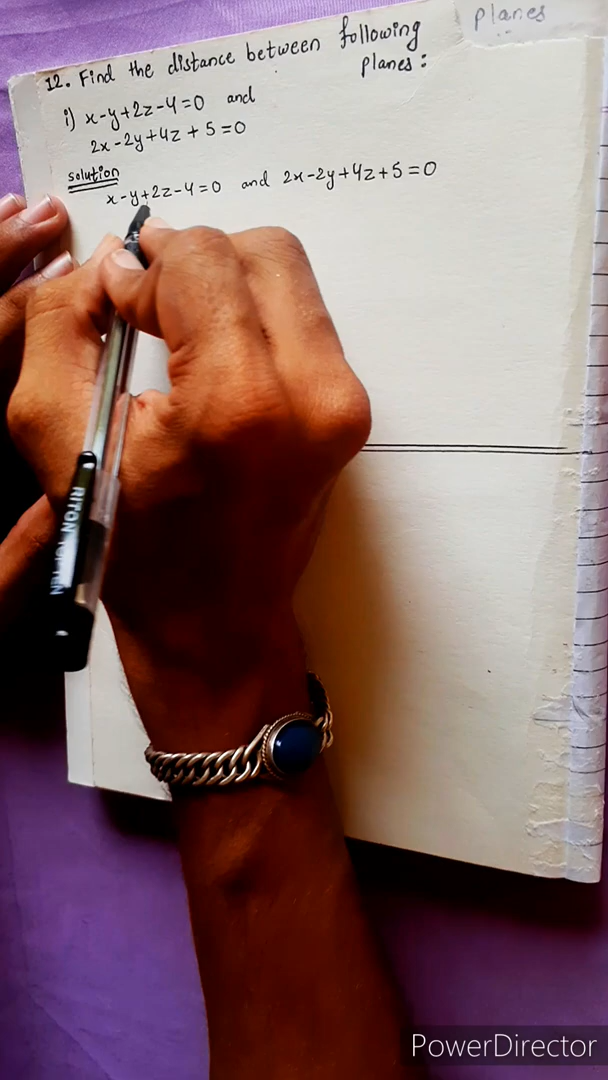 Planes
12. Find the distance between following
planes:
i) x-y+2z-4=0 and
2x-2y+4z+5=0
solution
x-y+2z-4=0 and 2x-2y+4z+5=0
PowerDirector